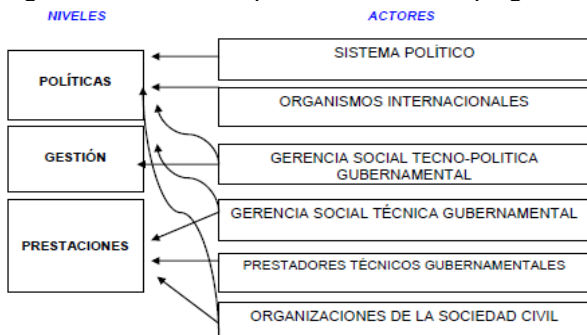 NIVELES
ACTORES
SISTEMA POLÍTICO
POLÍTICAS
ORGANISMOS INTERNACIONALES
GESTIÓN
GERENCIA SOCIAL TECNO-POLITICA
GUBERNAMENTAL
GERENCIA SOCIAL TÉCNICA GUBERNAMENTAL
PRESTACIONES
PRESTADORES TÉCNICOS GUBERNAMENTALES
ORGANIZACIONES DE LA SOCIEDAD CIVIL